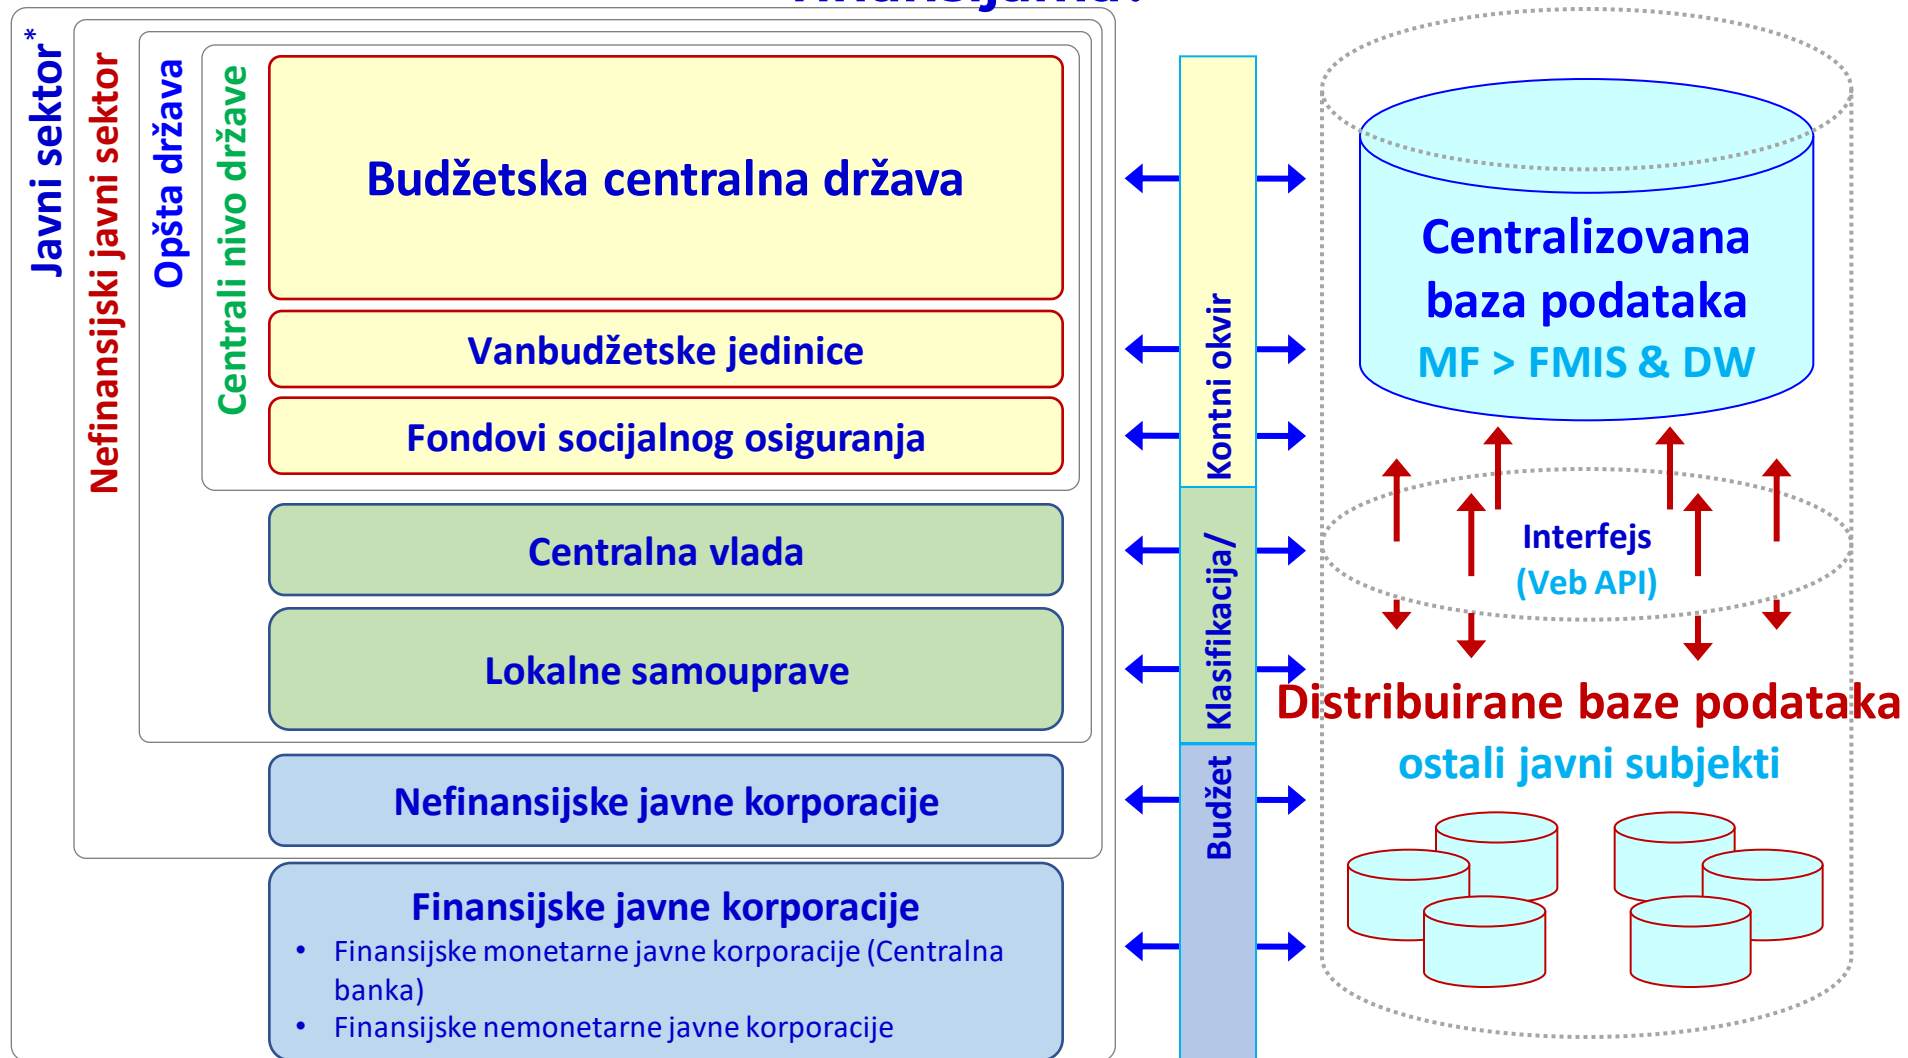 Javni sektor*
Nefinansijski javni sektor
Opšta država
Centrali nivo države
Budžetska centralna država
Vanbudžetske jedinice
Fondovi socijalnog osiguranja
Centralna vlada
Lokalne samouprave
Nefinansijske javne korporacije
Finansijske javne korporacije
• Finansijske monetarne javne korporacije (Centralna
banka)
• Finansijske nemonetarne javne korporacije
Budžet Klasifikacija/ Kontni okvir
Centralizovana
baza podataka
MF > FMIS & DW
Interfejs
(Veb API)
Distribuirane baze podataka
ostali javni subjekti